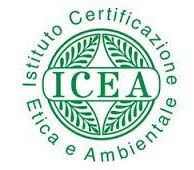 Istituto Certificazione
ICEA
Etica e Ambientale